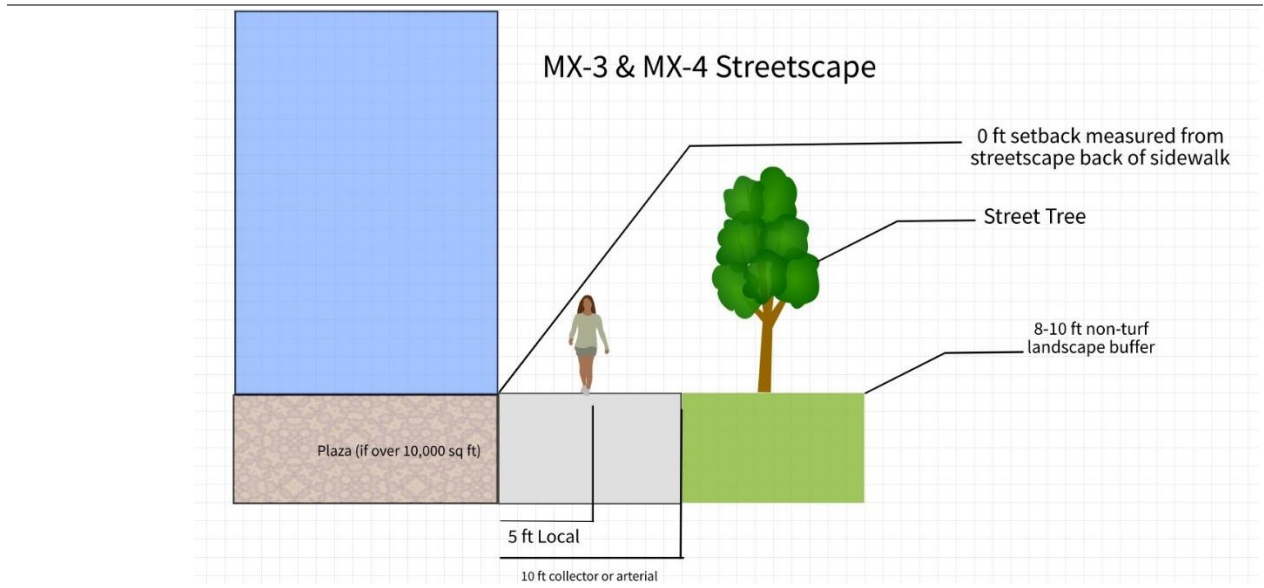 MX-3 & MX-4 Streetscape
0 ft setback measured from
streetscape back of sidewalk
Street Tree
8-10 ft non-turf
landscape buffer
Plaza (if over 10,000 sq ft)
5 ft Local
10 ft collector or arterial